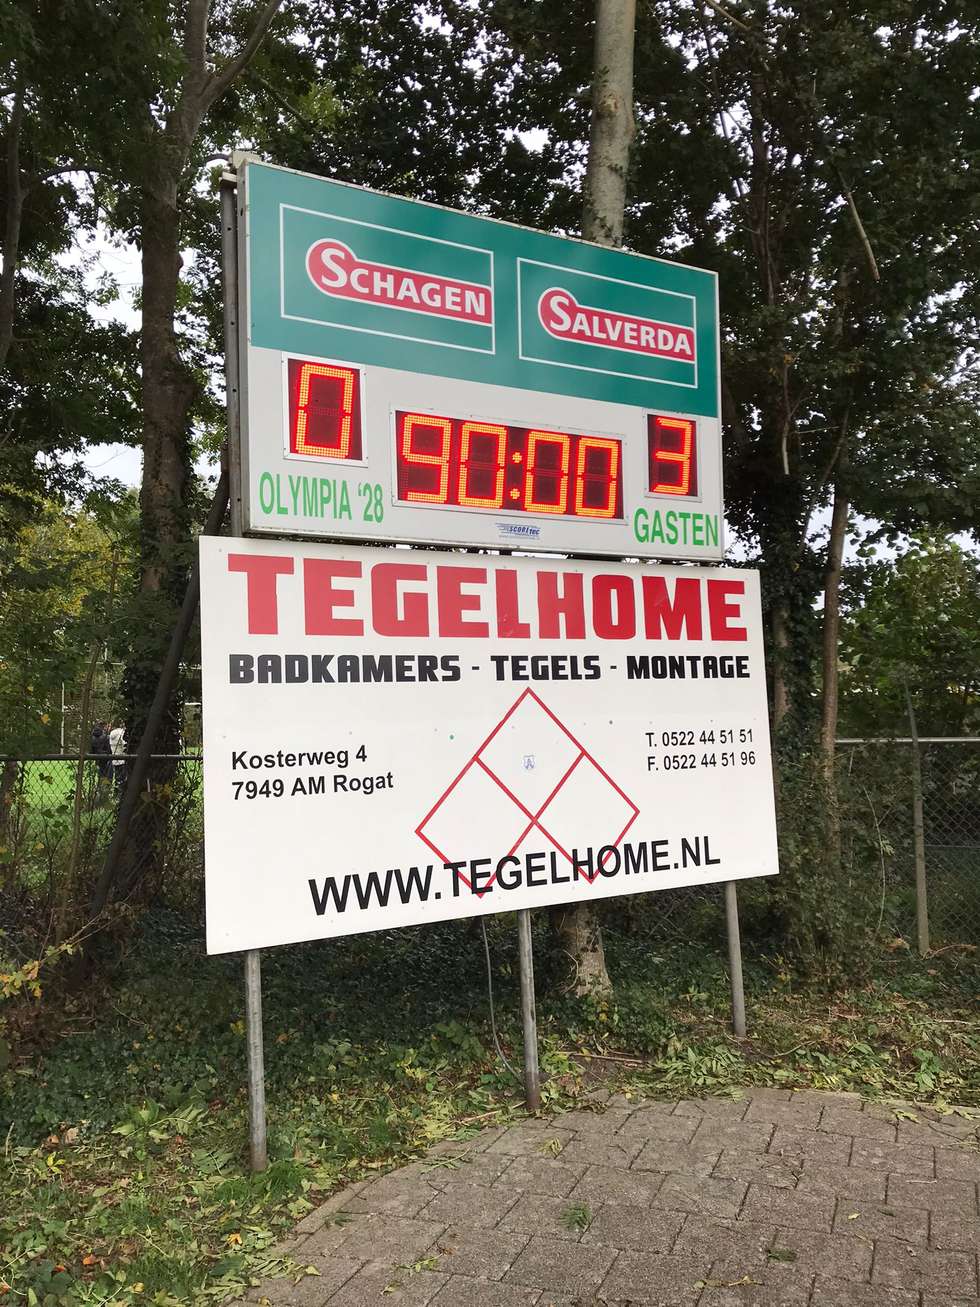 SCHAGEN
SALVERDA
0
90:00
3
OLYMPIA '28
GASTEN
SCORETEC
TEGELHOME
BADKAMERS - TEGELS - MONTAGE
Kosterweg 4
7949 AM Rogat
T. 0522 44 51 51
F. 0522 44 51 96
WWW.TEGELHOME.NL